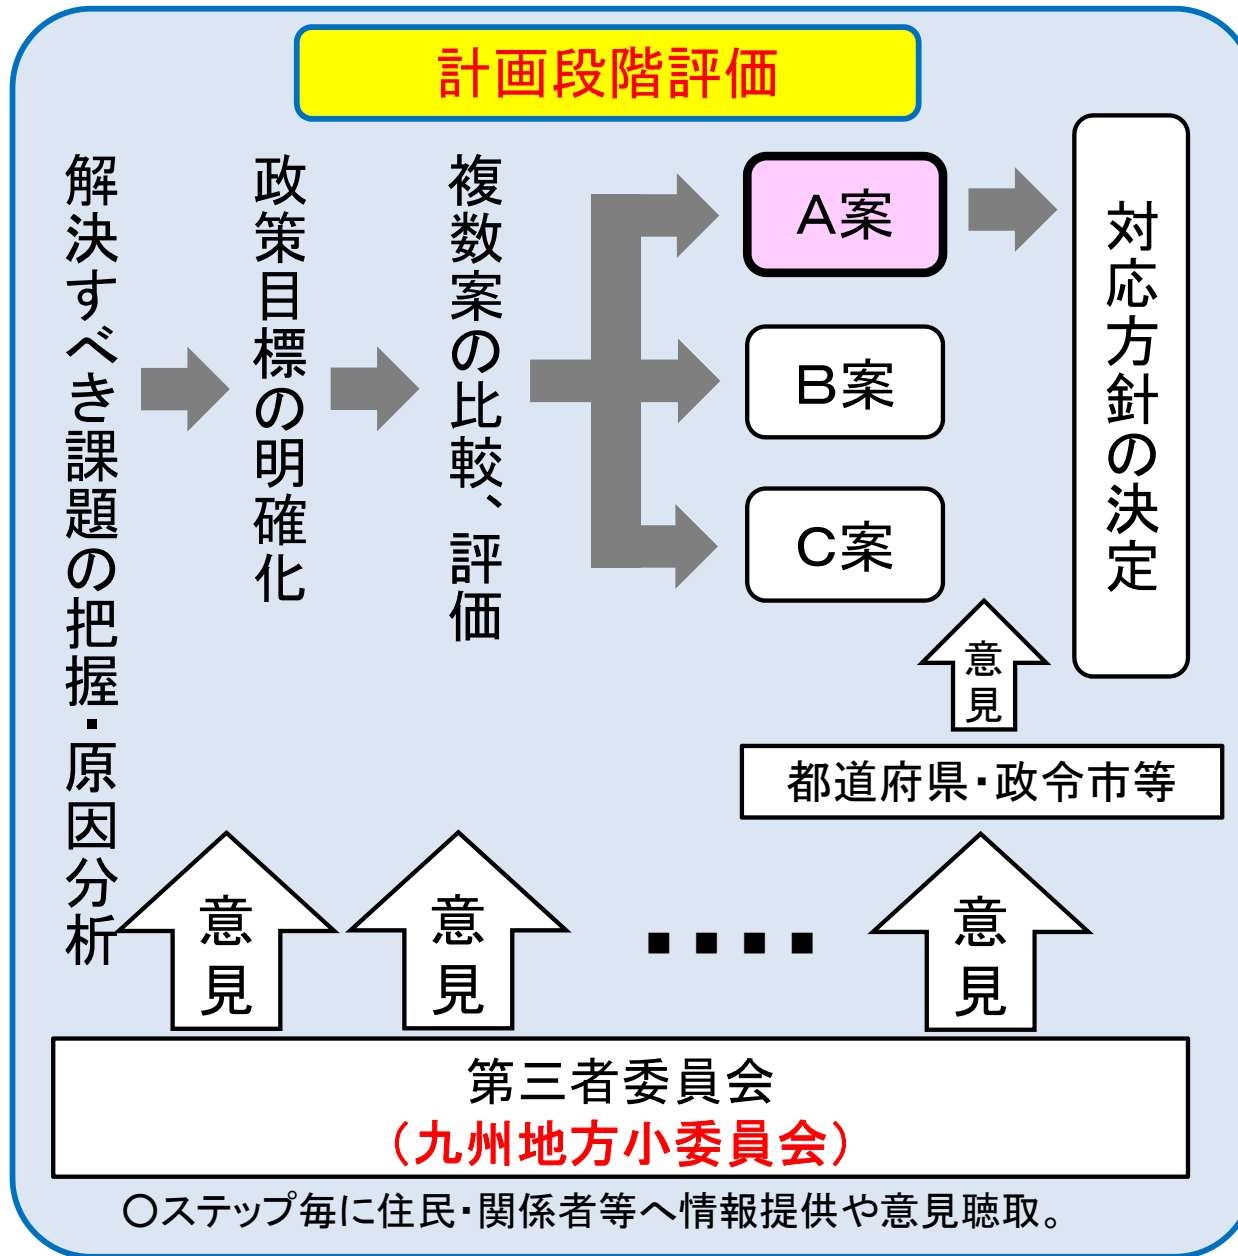 計画段階評価
解決すべき課題の把握・原因分析
政策目標の明確化
複数案の比較、評価
A案
B案
C案
対応方針の決定
意見
都道府県・政令市等
意見
意見
・・・・
意見
第三者委員会
（九州地方小委員会）
○ステップ毎に住民・関係者等へ情報提供や意見聴取。